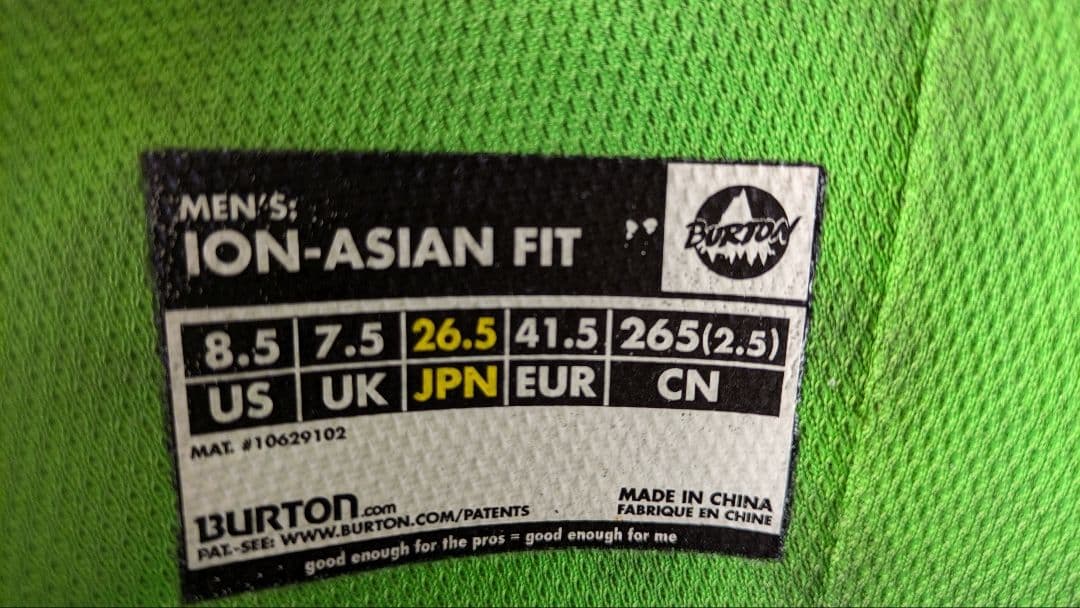 MEN'S:
ION-ASIAN FIT
BURTON
8.5 7.5 26.5 41.5 265(2.5)
US UK JPN EUR CN
MAT. #10629102
BURTON.com
PAT.-SEE: WWW.BURTON.COM/PATENTS
MADE IN CHINA
FABRIQUE EN CHINE
good enough for the pros = good enough for me